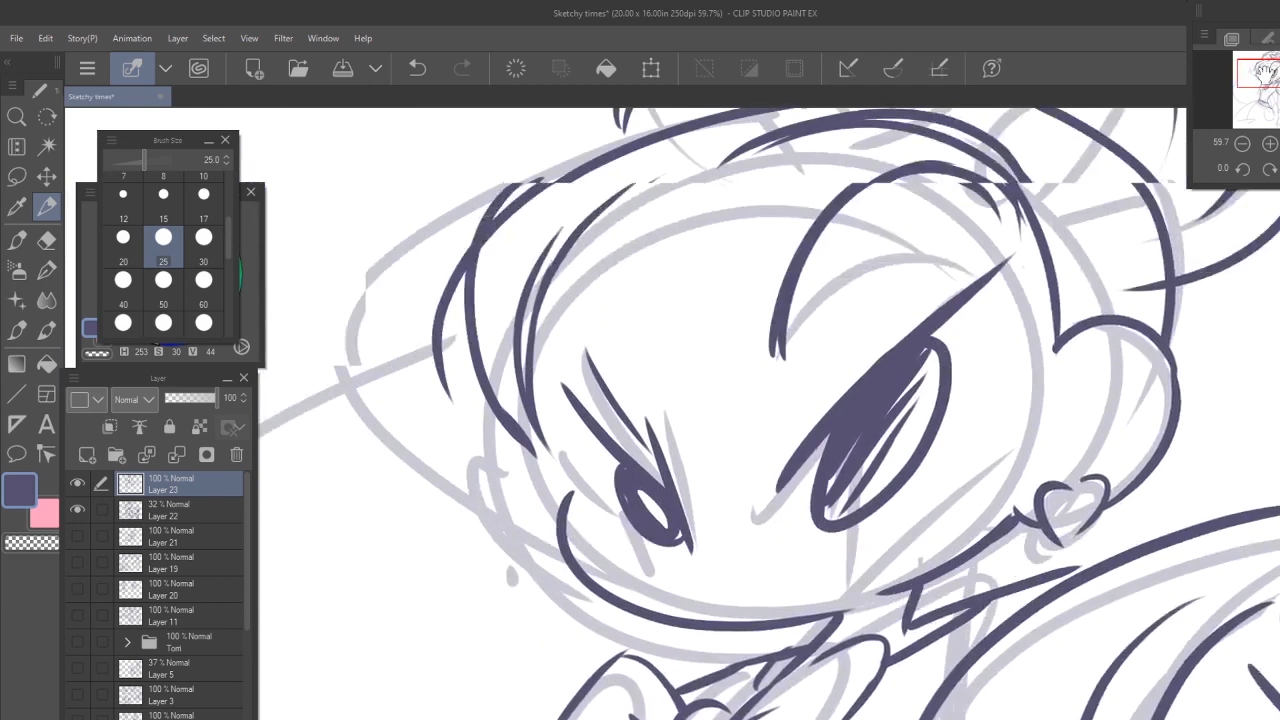 Sketchy times* (20.00 x 16.00in 250dpi 59.7%) - CLIP STUDIO PAINT EX
File Edit Story(P) Animation Layer Select View Filter Window Help
Sketchy times*
Brush Size
25.0
7 8 10
12 15 17
20 25 30
40 50 60
H 253 S 30 V 44
59.7
0.0
Layer
Normal 100
100 % Normal
Layer 23
32 % Normal
Layer 22
100 % Normal
Layer 21
100 % Normal
Layer 19
100 % Normal
Layer 20
100 % Normal
Layer 11
100 % Normal
Tom
37 % Normal
Layer 5
100 % Normal
Layer 3
100 % Normal